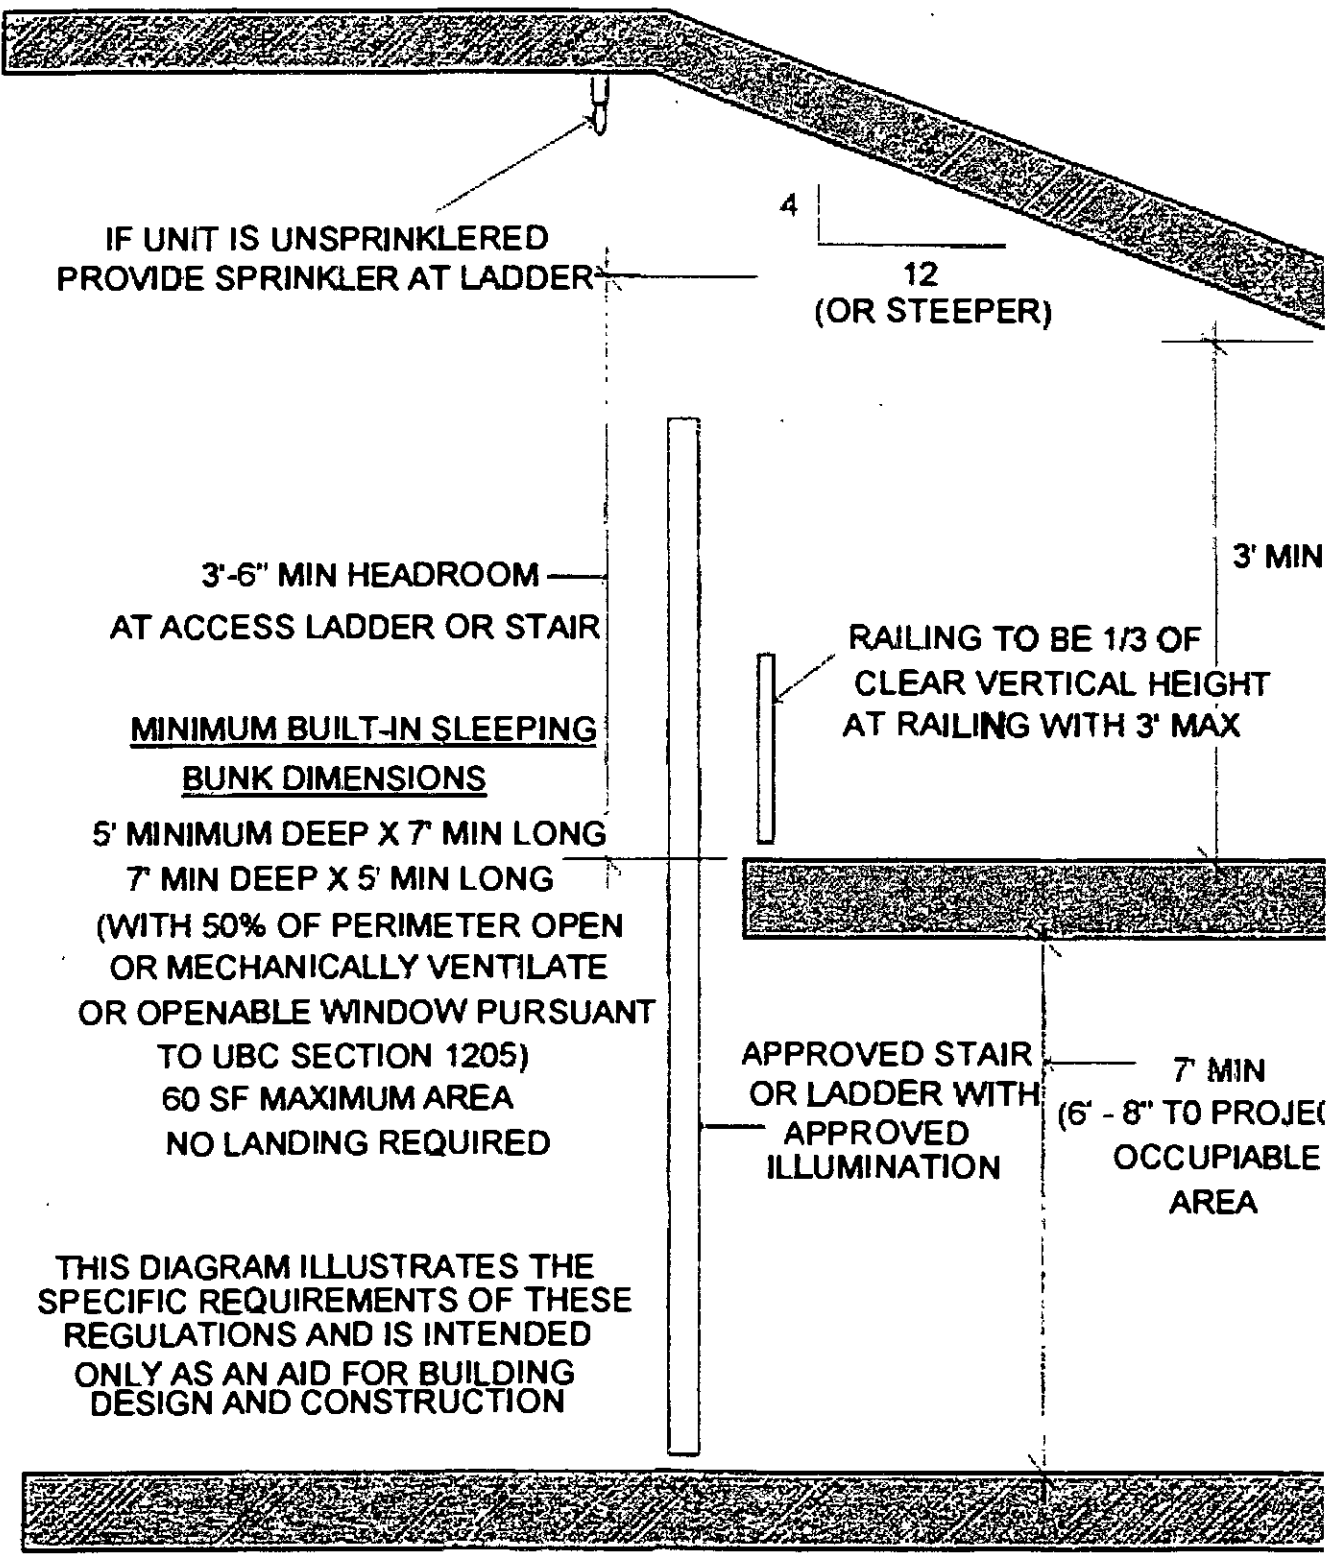 IF UNIT IS UNSPRINKLERED
PROVIDE SPRINKLER AT LADDER
4
12
(OR STEEPER)
3'-6" MIN HEADROOM
AT ACCESS LADDER OR STAIR
3' MIN
RAILING TO BE 1/3 OF
CLEAR VERTICAL HEIGHT
AT RAILING WITH 3' MAX
MINIMUM BUILT-IN SLEEPING
BUNK DIMENSIONS
5' MINIMUM DEEP X 7' MIN LONG
7' MIN DEEP X 5' MIN LONG
(WITH 50% OF PERIMETER OPEN
OR MECHANICALLY VENTILATE
OR OPENABLE WINDOW PURSUANT
TO UBC SECTION 1205)
60 SF MAXIMUM AREA
NO LANDING REQUIRED
APPROVED STAIR
OR LADDER WITH
APPROVED
ILLUMINATION
7' MIN
(6' - 8" TO
OCCUPIABLE
AREA
THIS DIAGRAM ILLUSTRATES THE
SPECIFIC REQUIREMENTS OF THESE
REGULATIONS AND IS INTENDED
ONLY AS AN AID FOR BUILDING
DESIGN AND CONSTRUCTION